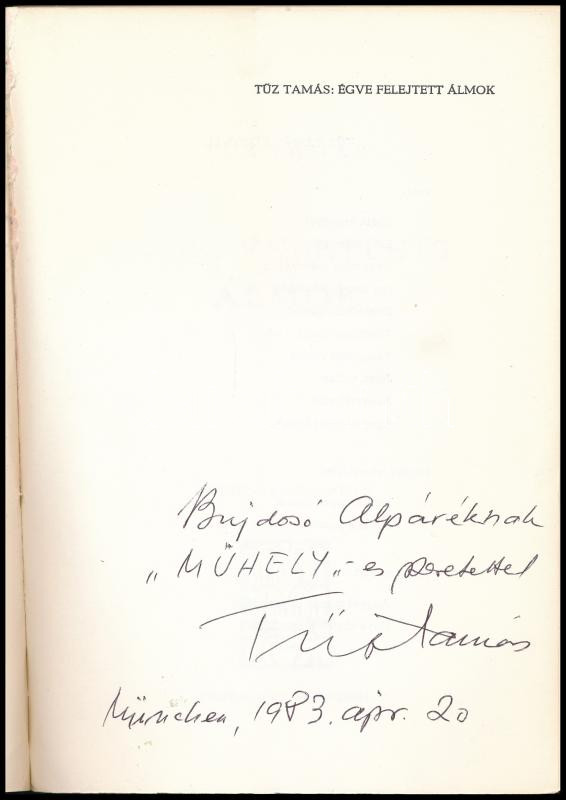 TŰZ TAMÁS: ÉGVE FELEJTETT ÁLMOK
Bujdosó Alpáréknak
„MŰHELY„-es szeretettel
Tűz Tamás
München, 1983. ápr. 20